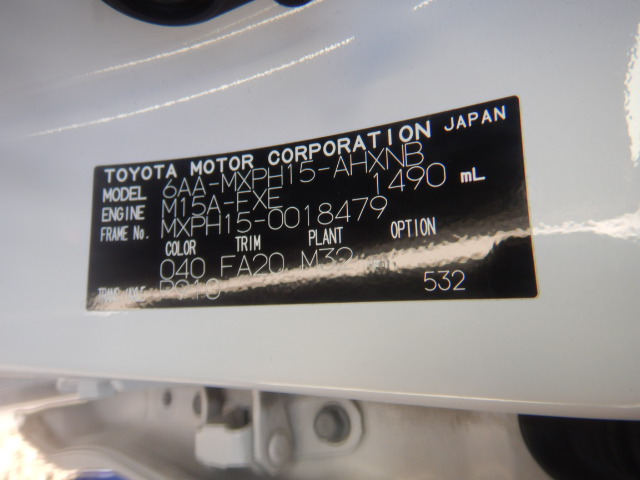 TOYOTA MOTOR CORPORATION JAPAN
MODEL 6AA-MXPH15-AHXNB
ENGINE M15A-FXE 1490 mL
FRAME No. MXPH15-0018479
COLOR TRIM PLANT OPTION
040 FA20 M32
532